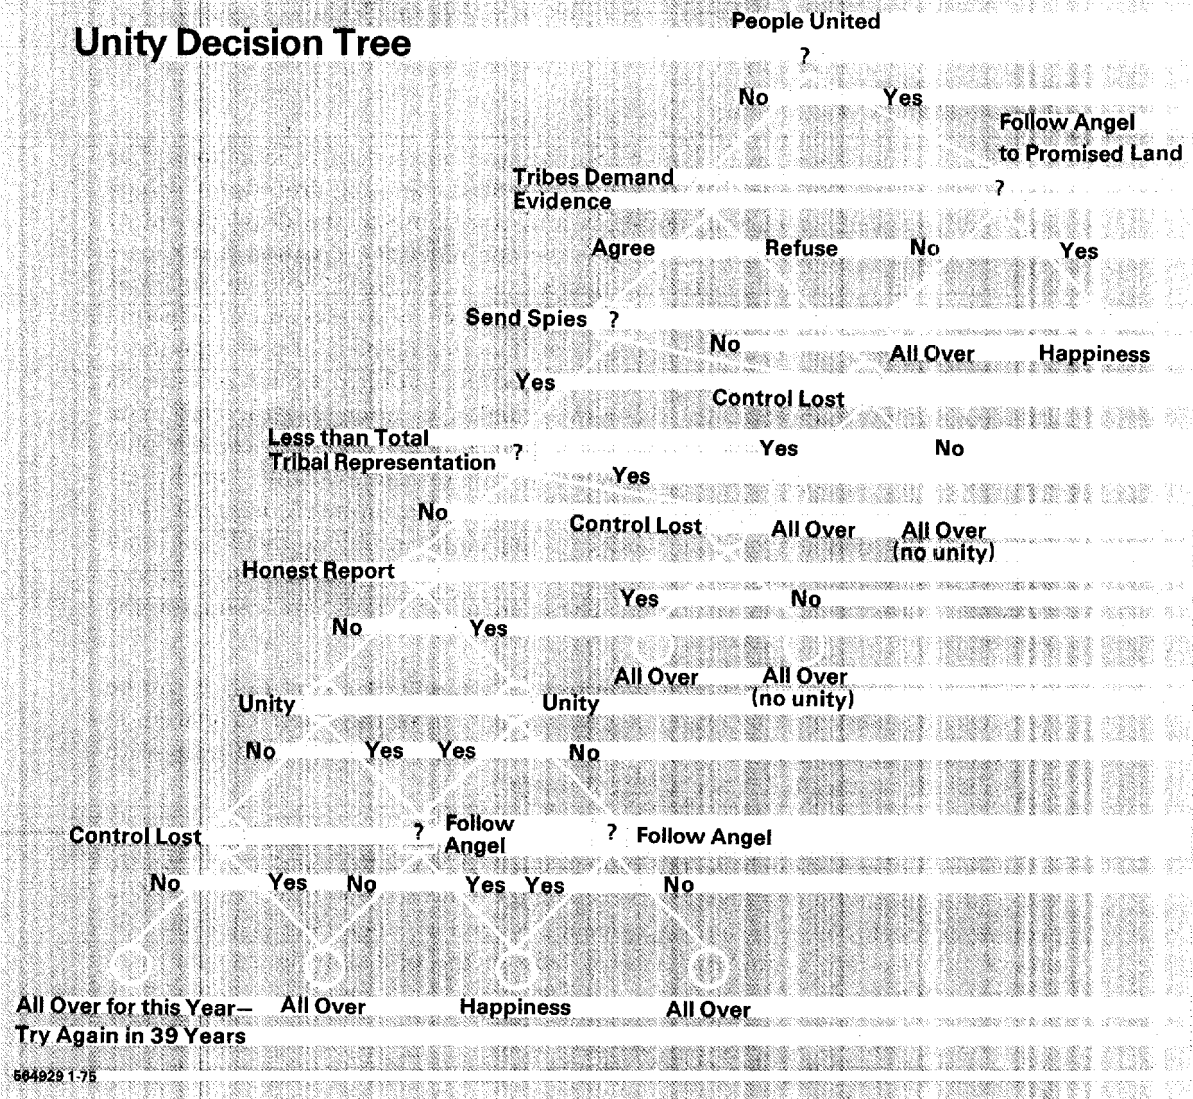 Unity Decision Tree
People United
?
No Yes
Follow Angel
to Promised Land
?
Tribes Demand
Evidence
Agree Refuse No Yes
Send Spies ?
No
All Over Happiness
Yes
Control Lost
Less than Total
Tribal Representation ?
Yes No
Yes
No
Control Lost All Over All Over
(no unity)
Honest Report
Yes No
No Yes
All Over All Over
(no unity)
Unity Unity
No Yes Yes No
Control Lost ? Follow
Angel
? Follow Angel
No Yes No Yes Yes No
All Over for this Year—
Try Again in 39 Years
All Over Happiness All Over
564929 1-75